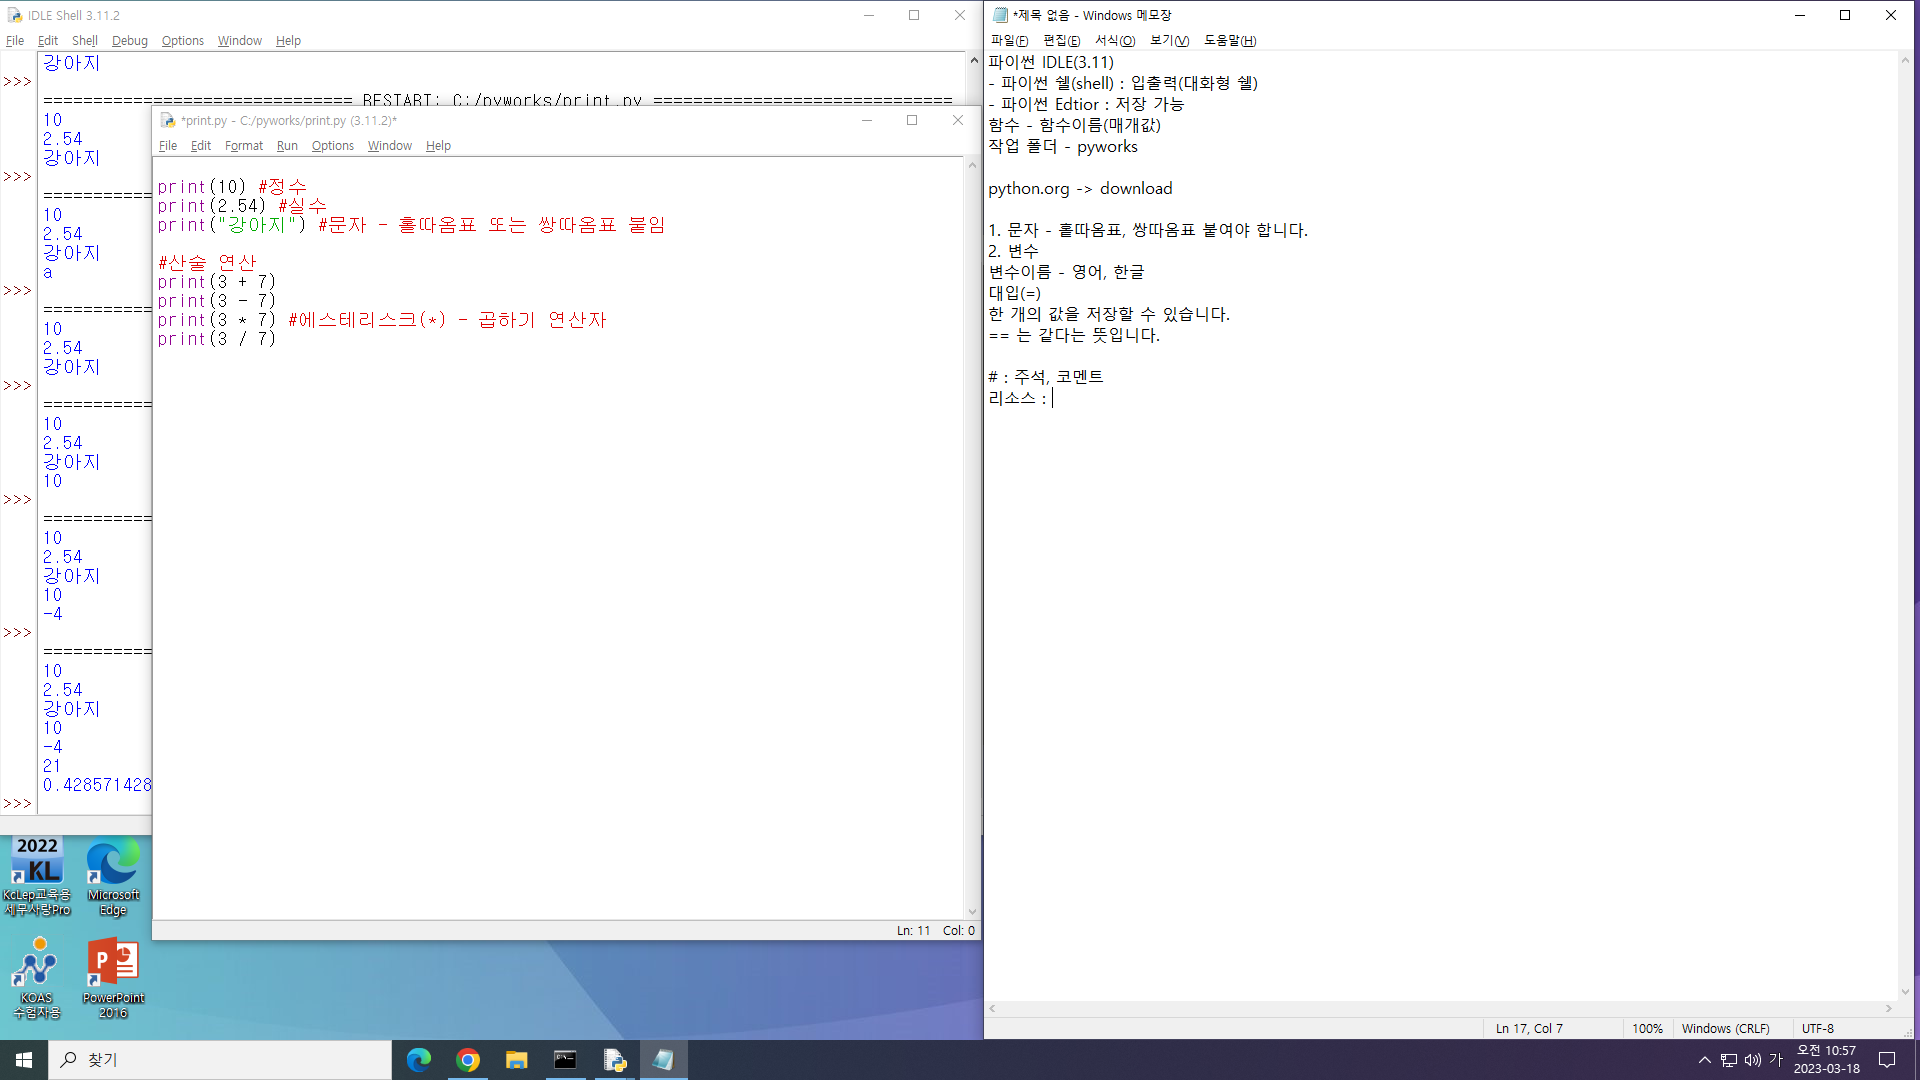 IDLE Shell 3.11.2
File Edit Shell Debug Options Window Help
강아지
>>>
============================== RESTART: C:/pyworks/print.py =============================
10
2.54
강아지
>>>
===========
10
2.54
강아지
a
>>>
===========
10
2.54
강아지
>>>
===========
10
2.54
강아지
10
>>>
===========
10
2.54
강아지
10
-4
>>>
===========
10
2.54
강아지
10
-4
21
0.428571428
>>>
*print.py - C:/pyworks/print.py (3.11.2)*
File Edit Format Run Options Window Help
print(10) #정수
print(2.54) #실수
print("강아지") #문자 - 홀따옴표 또는 쌍따옴표 붙임
#산술 연산
print(3 + 7)
print(3 - 7)
print(3 * 7) #에스테리스크(*) - 곱하기 연산자
print(3 / 7)
Ln: 11 Col: 0
*제목 없음 - Windows 메모장
파일(F) 편집(E) 서식(O) 보기(V) 도움말(H)
파이썬 IDLE(3.11)
- 파이썬 쉘(shell) : 입출력(대화형 쉘)
- 파이썬 Edtior : 저장 가능
함수 - 함수이름(매개값)
작업 폴더 - pyworks
python.org -> download
1. 문자 - 홑따옴표, 쌍따옴표 붙여야 합니다.
2. 변수
변수이름 - 영어, 한글
대입(=)
한 개의 값을 저장할 수 있습니다.
== 는 같다는 뜻입니다.
# : 주석, 코멘트
리소스 :
Ln 17, Col 7 100% Windows (CRLF) UTF-8
2022
KL
KcLep교육용
세무사랑Pro
Microsoft
Edge
KOAS
수험자용
P
PowerPoint
2016
찾기
가
오전 10:57
2023-03-18